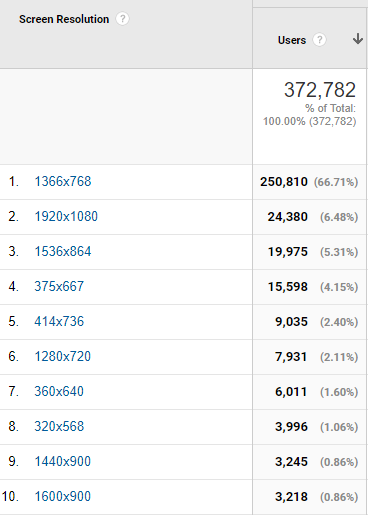 Screen Resolution ?
Users ?
372,782
% of Total:
100.00% (372,782)
1. 1366x768 250,810 (66.71%)
2. 1920x1080 24,380 (6.48%)
3. 1536x864 19,975 (5.31%)
4. 375x667 15,598 (4.15%)
5. 414x736 9,035 (2.40%)
6. 1280x720 7,931 (2.11%)
7. 360x640 6,011 (1.60%)
8. 320x568 3,996 (1.06%)
9. 1440x900 3,245 (0.86%)
10. 1600x900 3,218 (0.86%)